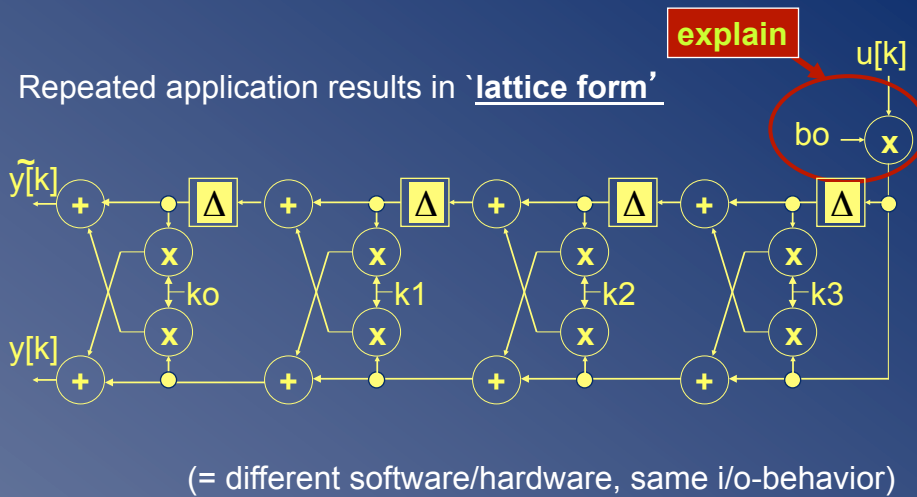 explain
u[k]
Repeated application results in `lattice form’
bo x
ỹ[k]
+ Δ + Δ + Δ + Δ
x x x x
ko k1 k2 k3
x x x x
y[k]
+ + + +
(= different software/hardware, same i/o-behavior)